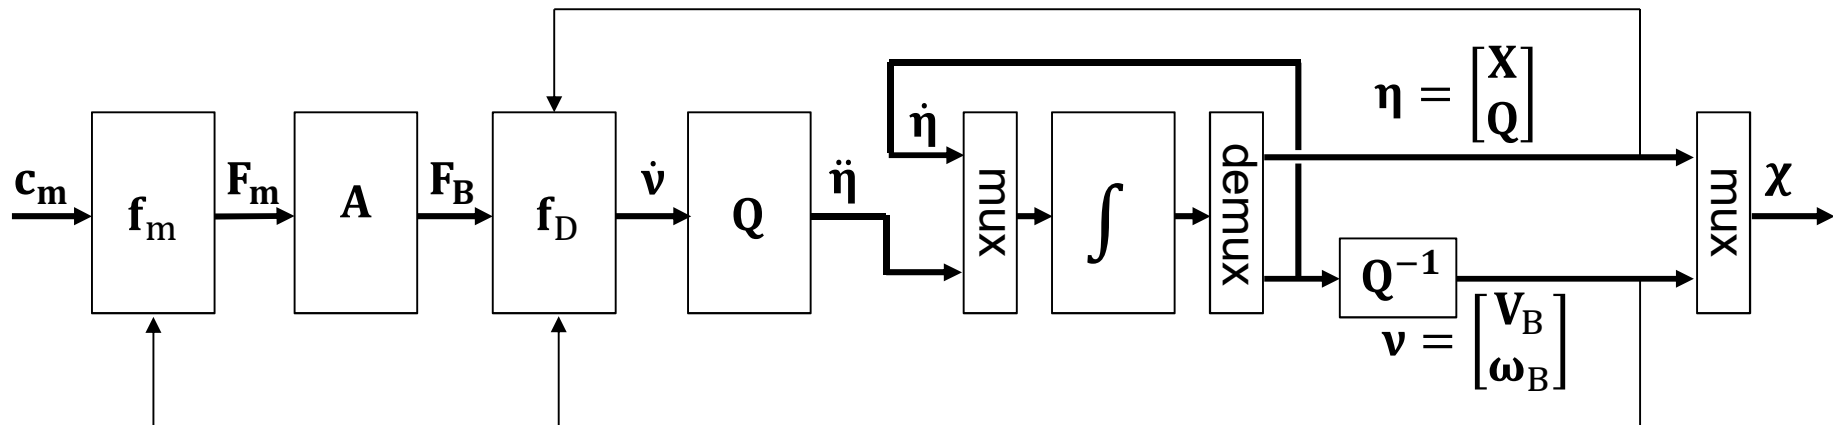 c_m
f_m
F_m
A
F_B
f_D
ν̇
Q
η̈
η̇
mux
∫
demux
η = [X
Q]
Q⁻¹
ν = [V_B
ω_B]
mux
χ